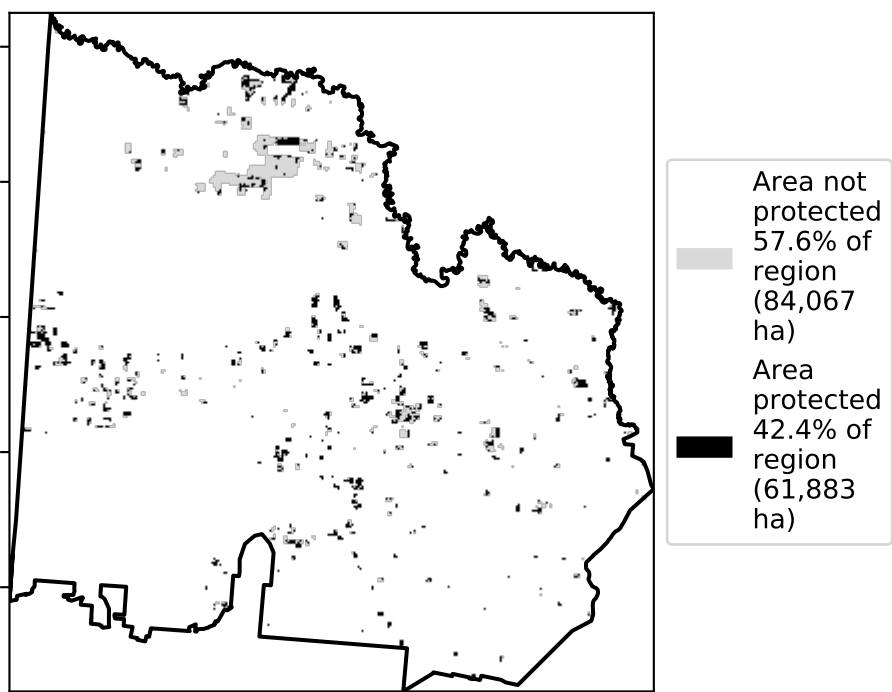 Area not
protected
57.6% of
region
(84,067
ha)
Area
protected
42.4% of
region
(61,883
ha)